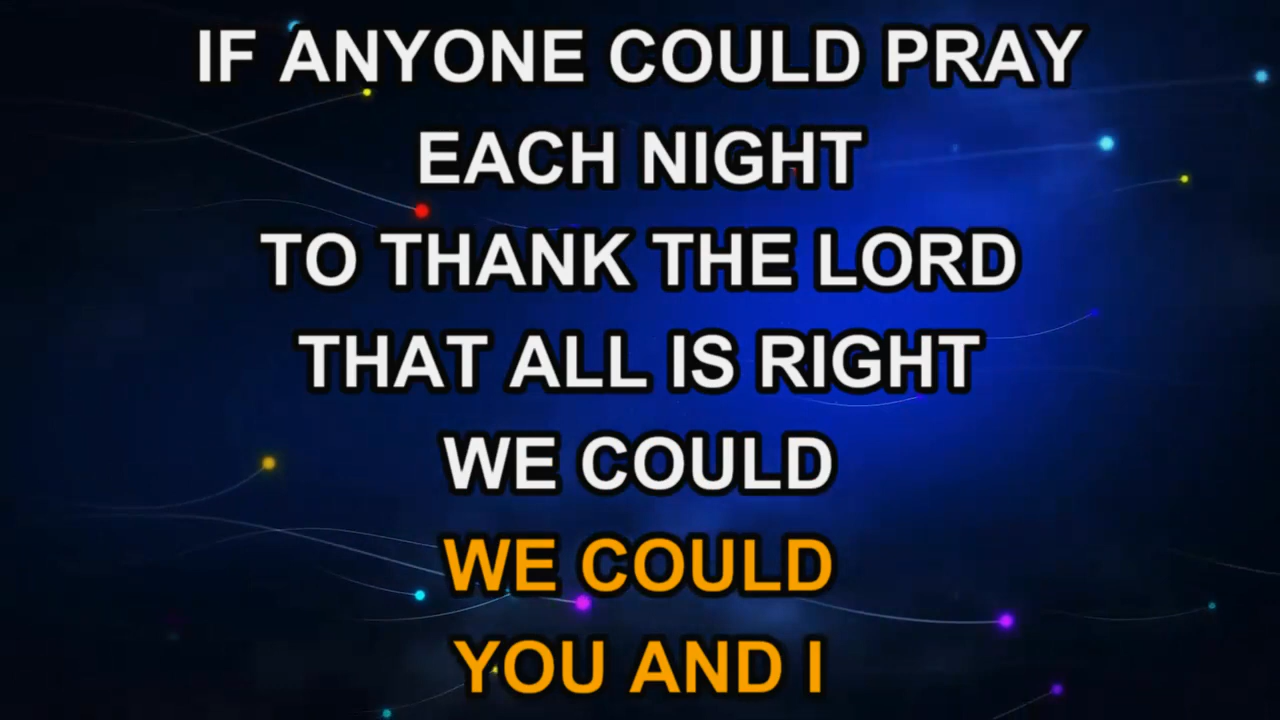 IF ANYONE COULD PRAY
EACH NIGHT
TO THANK THE LORD
THAT ALL IS RIGHT
WE COULD
WE COULD
YOU AND I